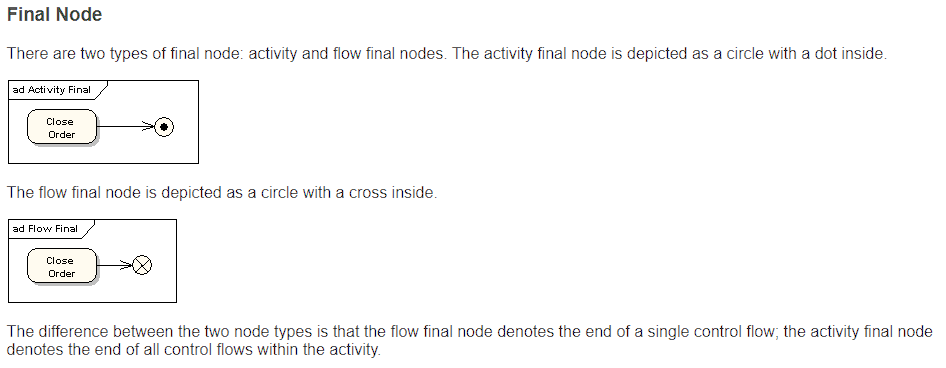 Final Node
There are two types of final node: activity and flow final nodes. The activity final node is depicted as a circle with a dot inside.
ad Activity Final
Close
Order
The flow final node is depicted as a circle with a cross inside.
ad Flow Final
Close
Order
The difference between the two node types is that the flow final node denotes the end of a single control flow; the activity final node
denotes the end of all control flows within the activity.